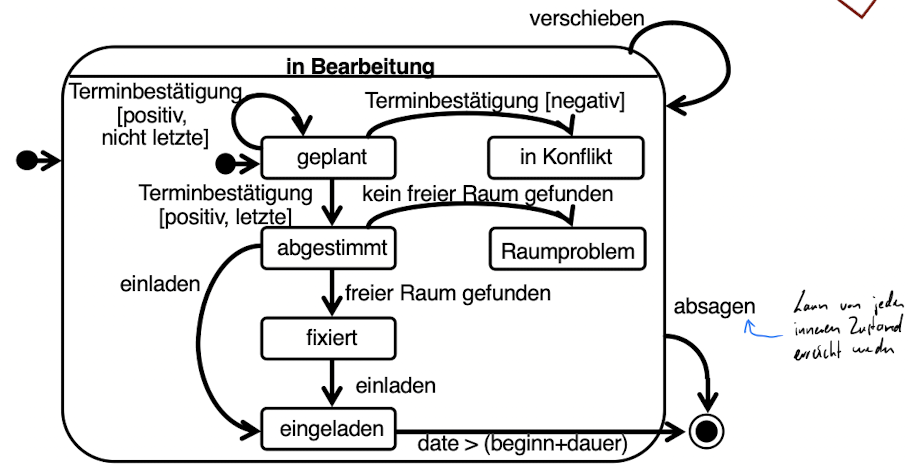 verschieben
in Bearbeitung
Terminbestätigung
[positiv,
nicht letzte]
Terminbestätigung [negativ]
geplant
in Konflikt
Terminbestätigung
[positiv, letzte]
kein freier Raum gefunden
abgestimmt
Raumproblem
einladen
freier Raum gefunden
absagen
kann von jedem
inneren Zustand
erreicht werden
fixiert
einladen
eingeladen
date > (beginn+dauer)